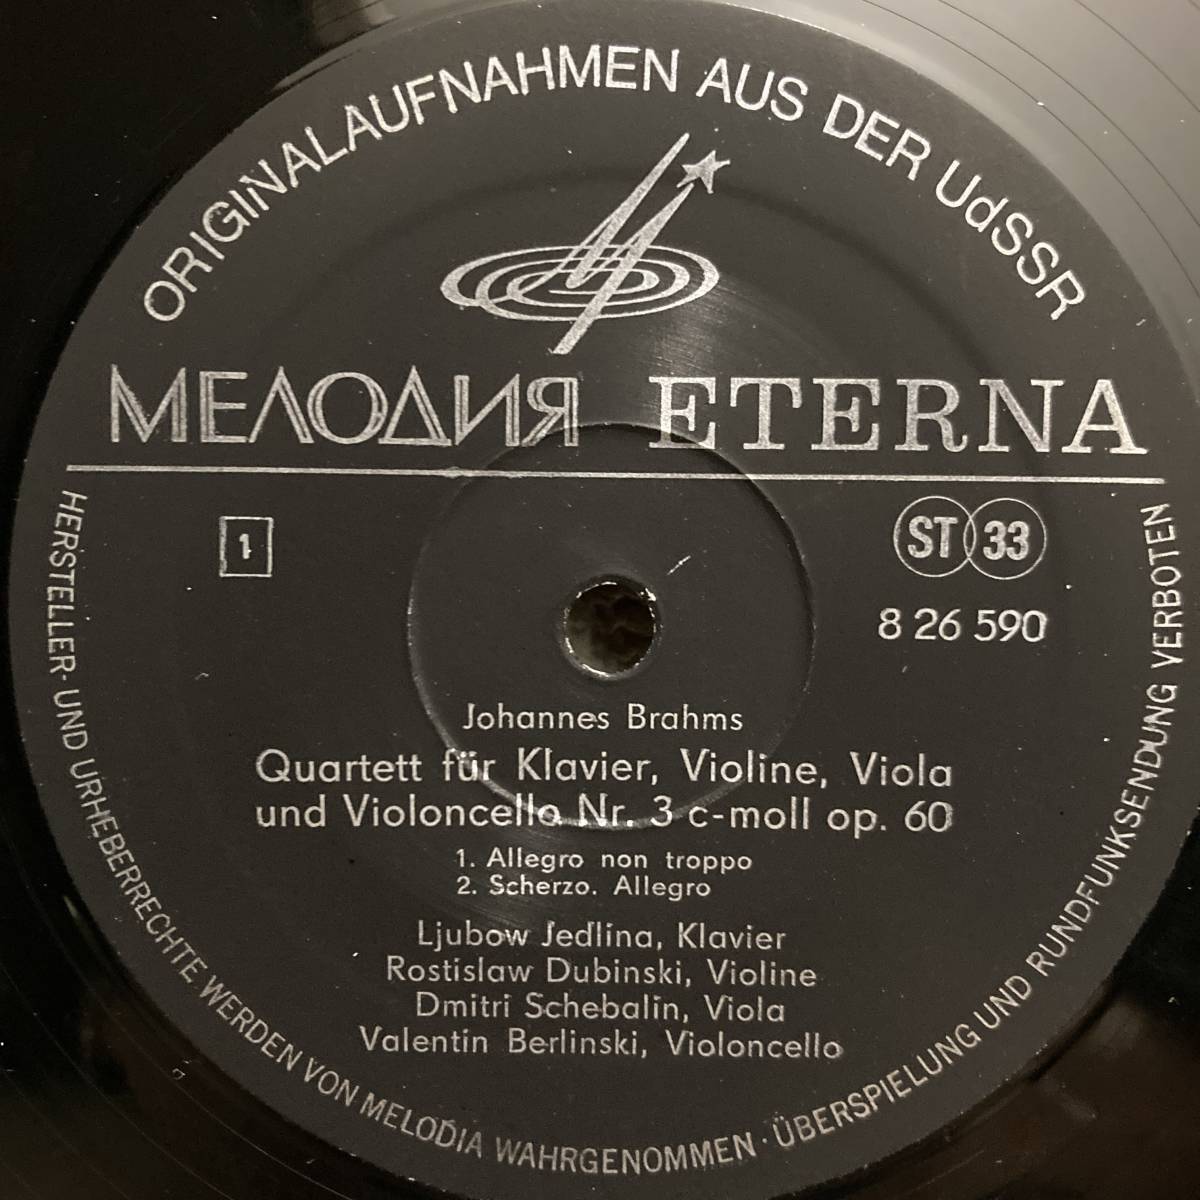 ORIGINALAUFNAHMEN AUS DER UdSSR
МЕЛОДИЯ ETERNA
1
ST 33
8 26 590
Johannes Brahms
Quartett für Klavier, Violine, Viola
und Violoncello Nr. 3 c-moll op. 60
1. Allegro non troppo
2. Scherzo. Allegro
Ljubow Jedlina, Klavier
Rostislaw Dubinski, Violine
Dmitri Schebalin, Viola
Valentin Berlinski, Violoncello
HERSTELLER- UND URHEBERRECHTE WERDEN VON MELODIA WAHRGENOMMEN · ÜBERSPIELUNG UND RUNDFUNKSENDUNG VERBOTEN